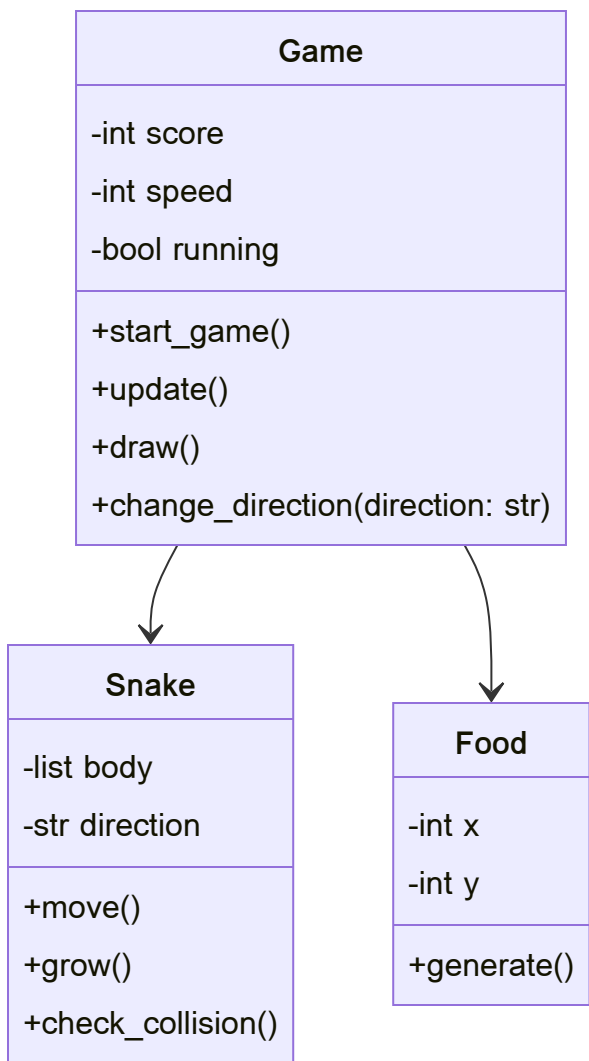 Game
-int score
-int speed
-bool running
+start_game()
+update()
+draw()
+change_direction(direction: str)
Snake
-list body
-str direction
+move()
+grow()
+check_collision()
Food
-int x
-int y
+generate()